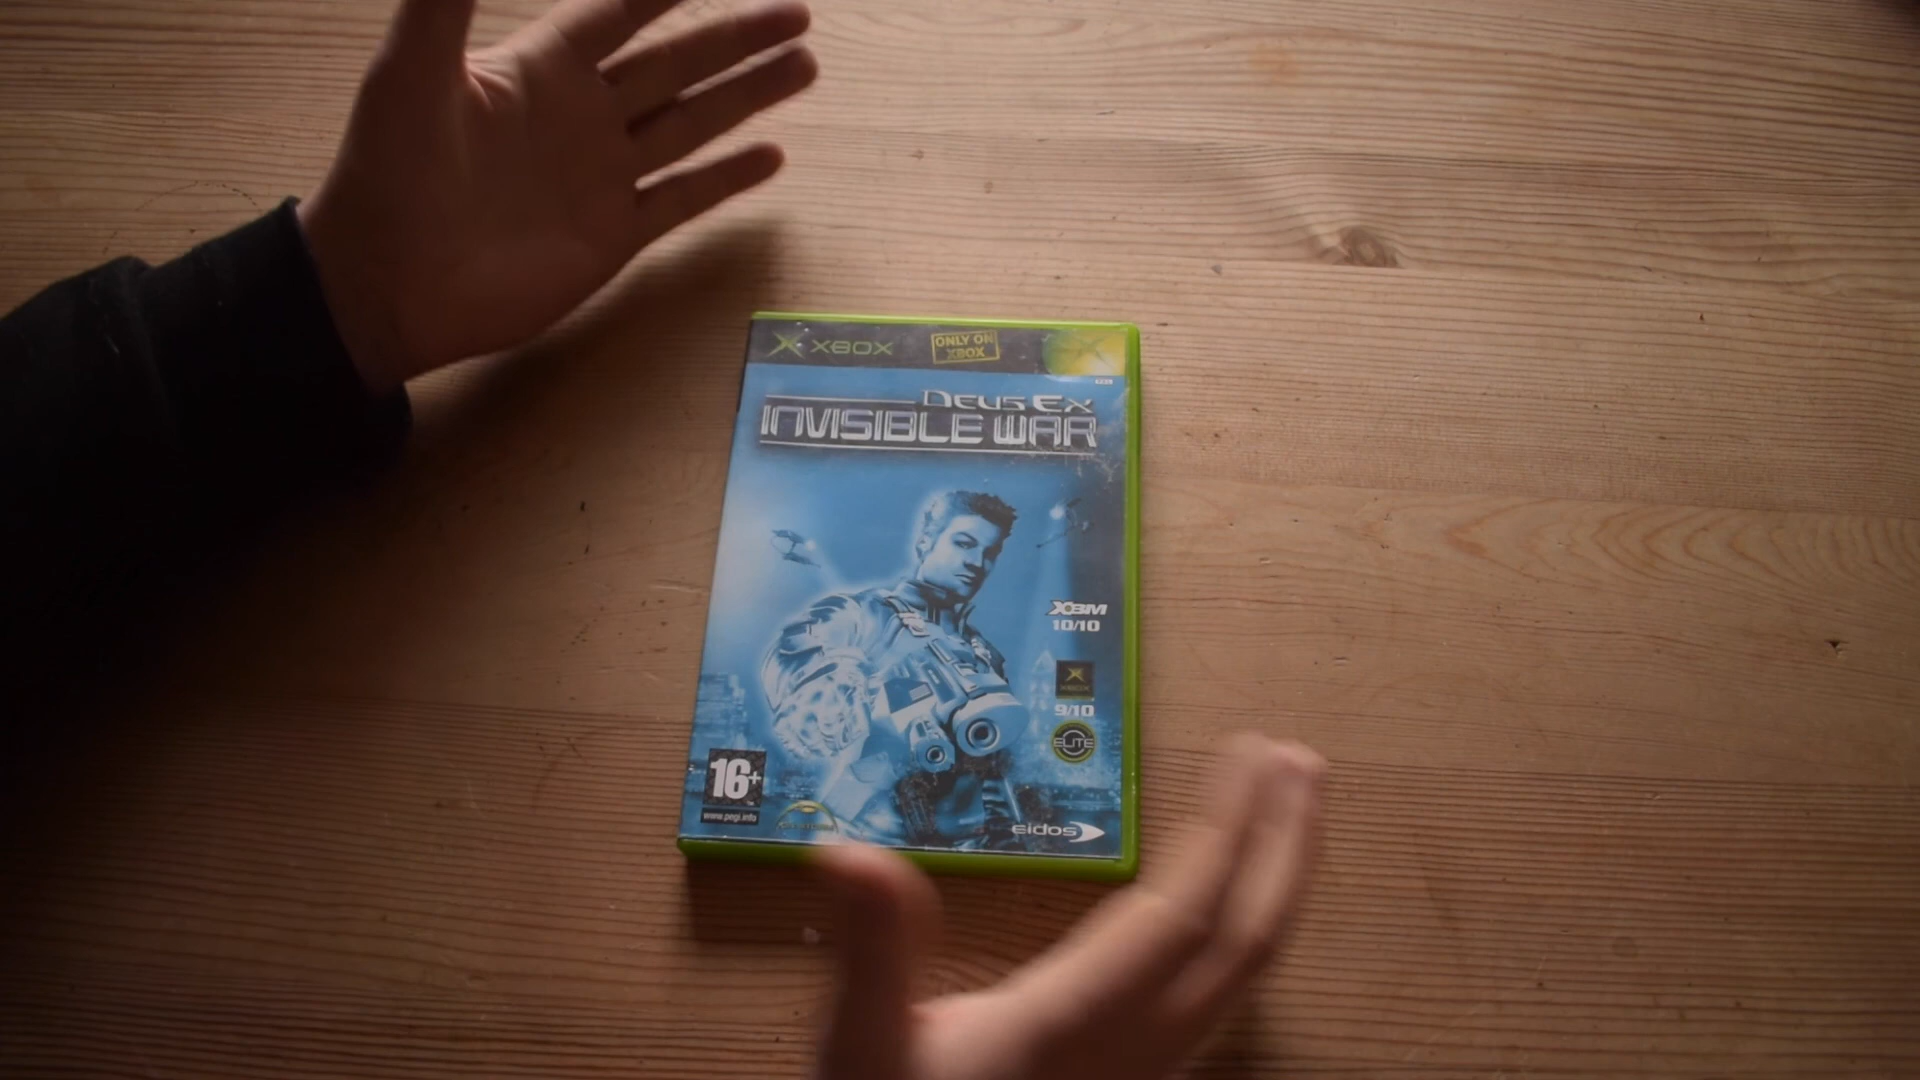 XBOX
ONLY ON
XBOX
DEUS EX
INVISIBLE WAR
XBM
10/10
XBOX
9/10
ELITE
16+
www.pegi.info
eidos